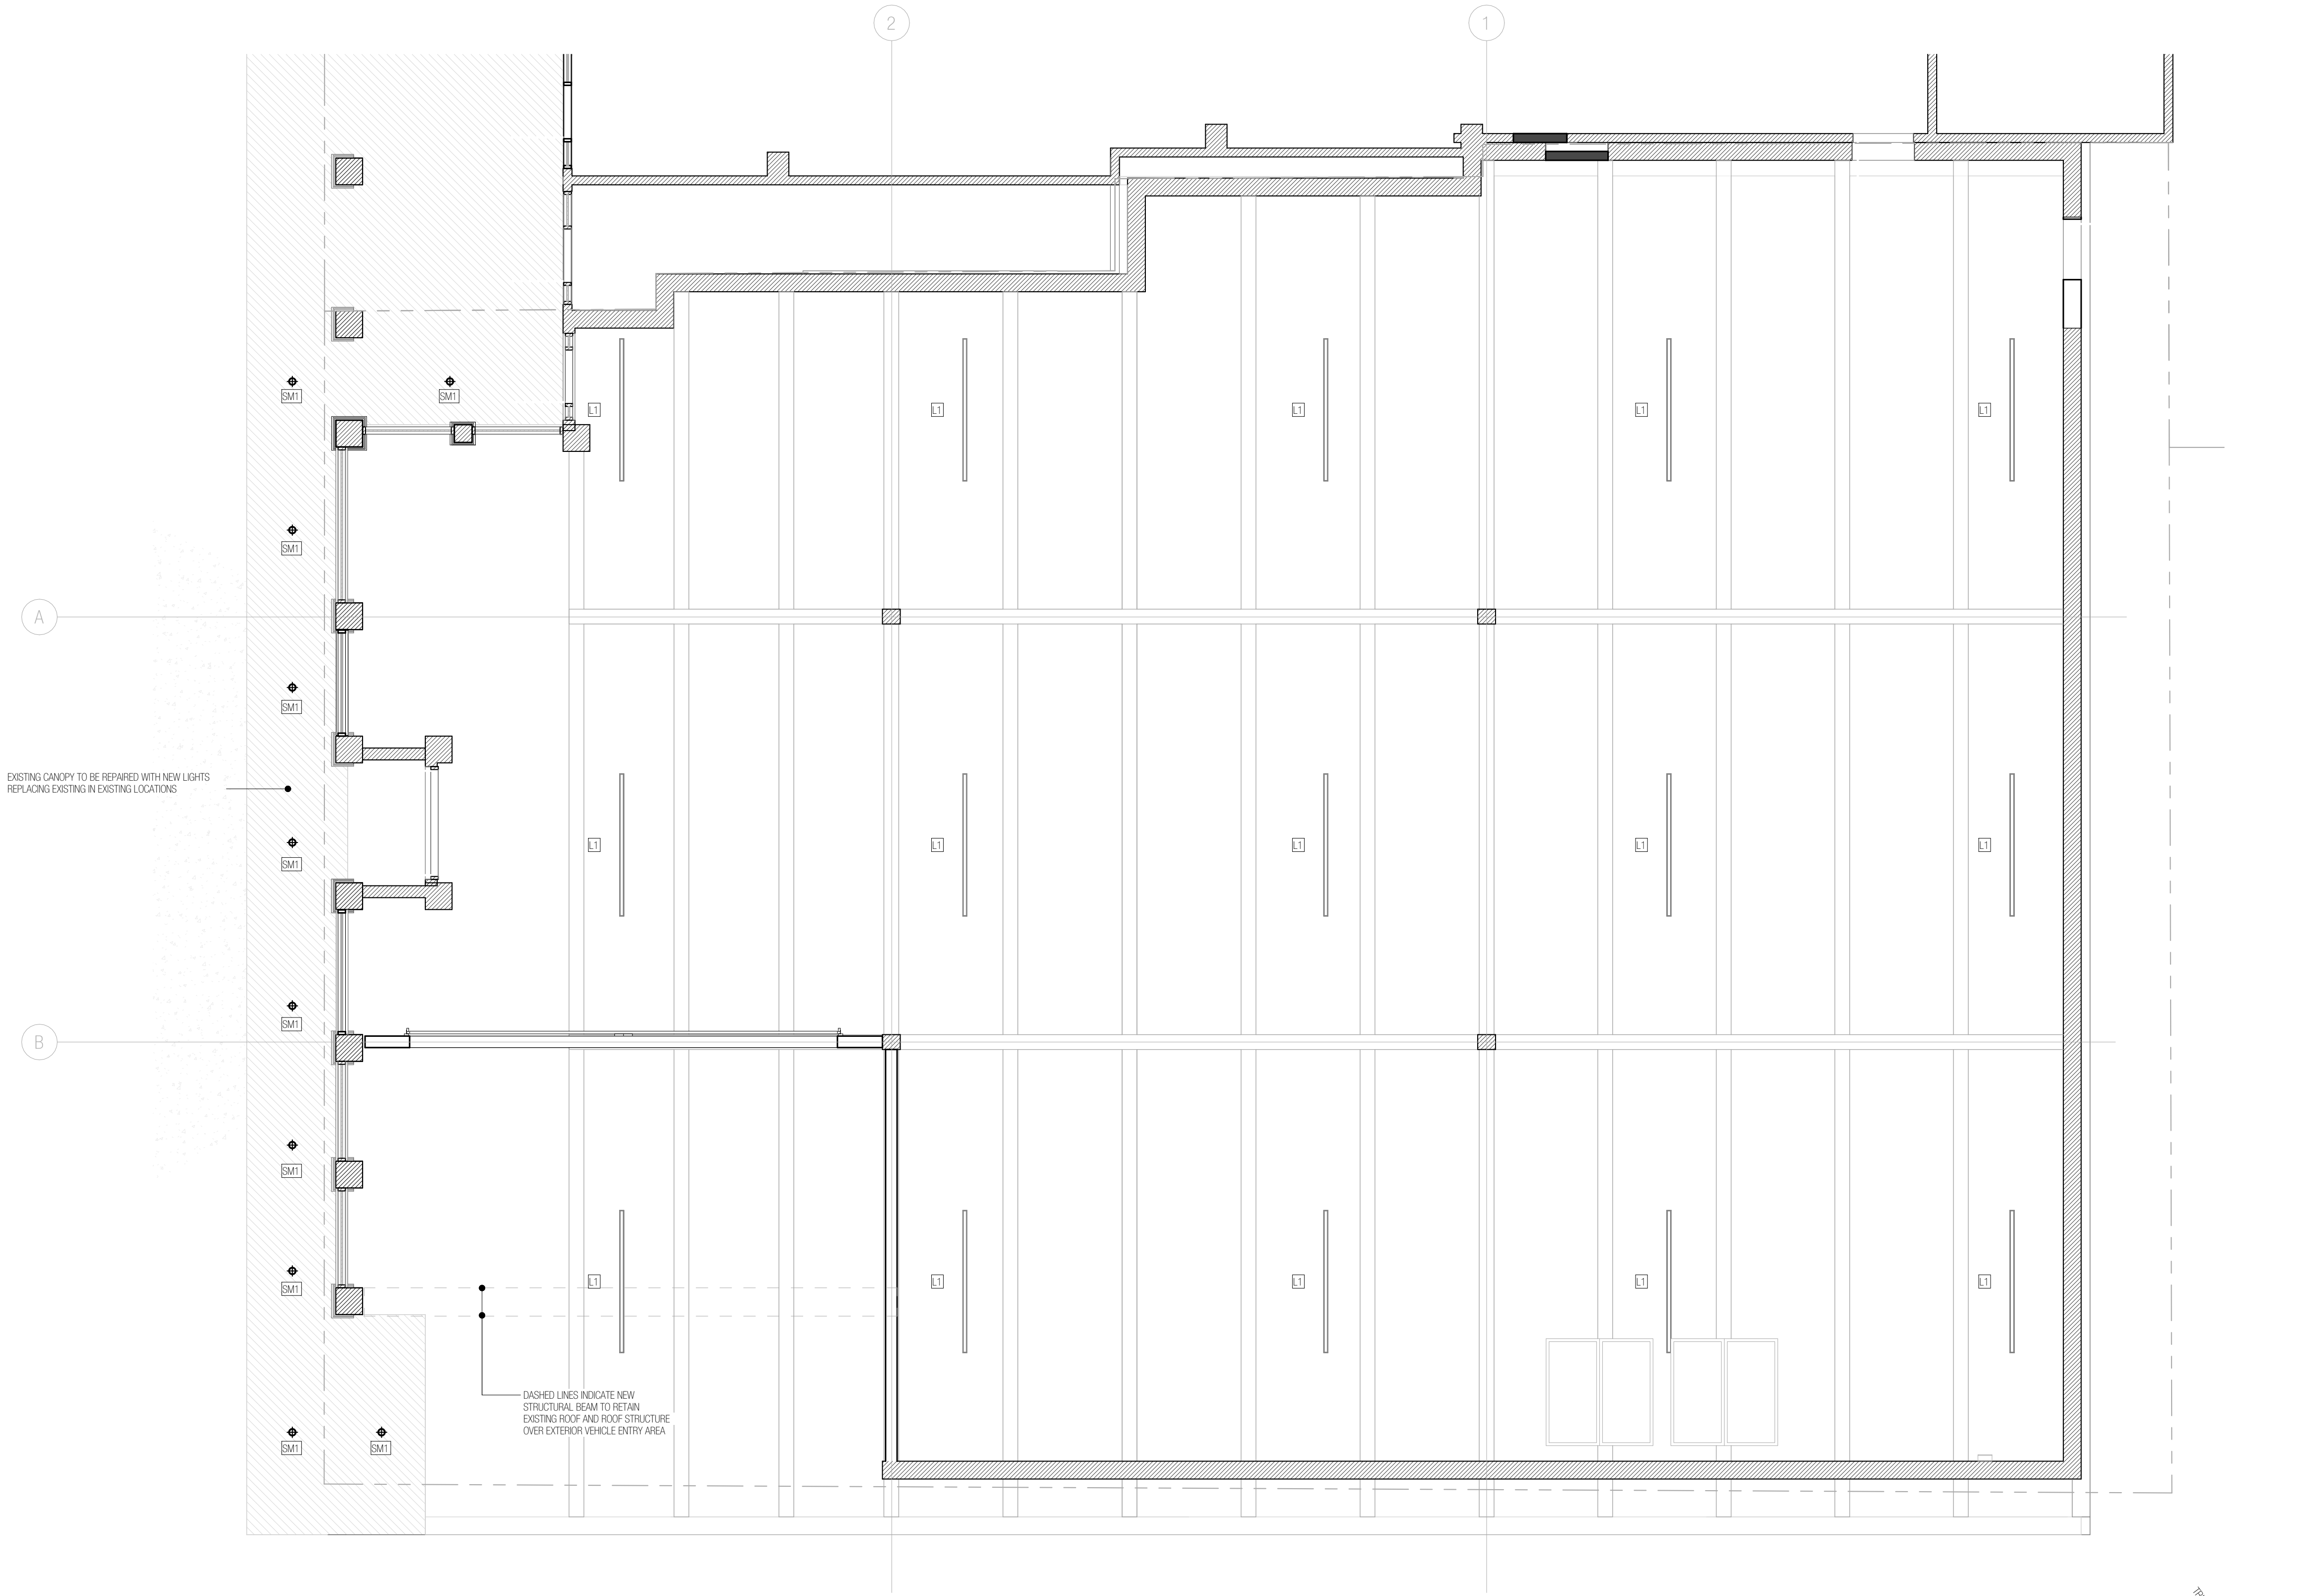 2
1
SM1
SM1
L1
L1
L1
L1
L1
SM1
A
SM1
EXISTING CANOPY TO BE REPAIRED WITH NEW LIGHTS
REPLACING EXISTING IN EXISTING LOCATIONS
L1
L1
L1
L1
L1
SM1
SM1
B
SM1
SM1
L1
L1
L1
L1
L1
DASHED LINES INDICATE NEW
STRUCTURAL BEAM TO RETAIN
EXISTING ROOF AND ROOF STRUCTURE
OVER EXTERIOR VEHICLE ENTRY AREA
SM1
SM1